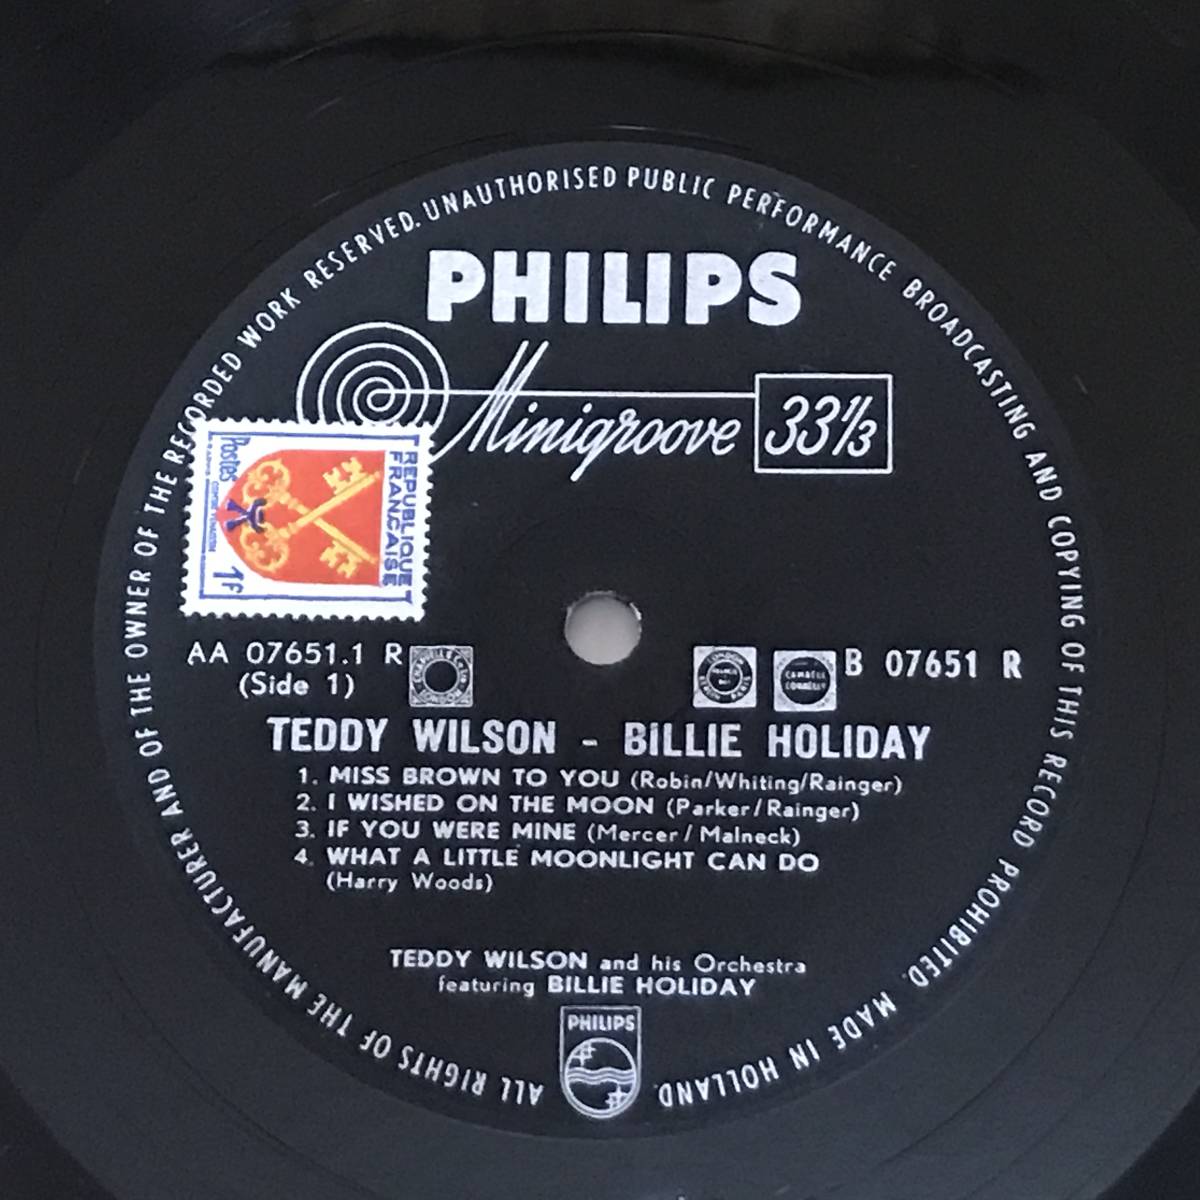 ALL RIGHTS OF THE MANUFACTURER AND OF THE OWNER OF THE RECORDED WORK RESERVED. UNAUTHORISED PUBLIC PERFORMANCE BROADCASTING AND COPYING OF THIS RECORD PROHIBITED. MADE IN HOLLAND
PHILIPS
Minigroove 33 1/3
REPUBLIQUE
FRANÇAISE
Postes
1F
AA 07651.1 R
(Side 1)
B 07651 R
TEDDY WILSON - BILLIE HOLIDAY
1. MISS BROWN TO YOU (Robin/Whiting/Rainger)
2. I WISHED ON THE MOON (Parker/Rainger)
3. IF YOU WERE MINE (Mercer/Malneck)
4. WHAT A LITTLE MOONLIGHT CAN DO
(Harry Woods)
TEDDY WILSON and his Orchestra
featuring BILLIE HOLIDAY
PHILIPS